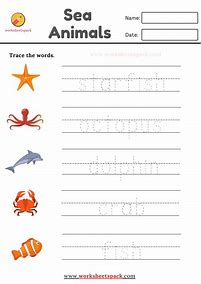 Sea
Animals
Name:
Date:
worksheetspack
Trace the words.
starfish
octopus
dolphin
crab
fish
www.worksheetspack.com